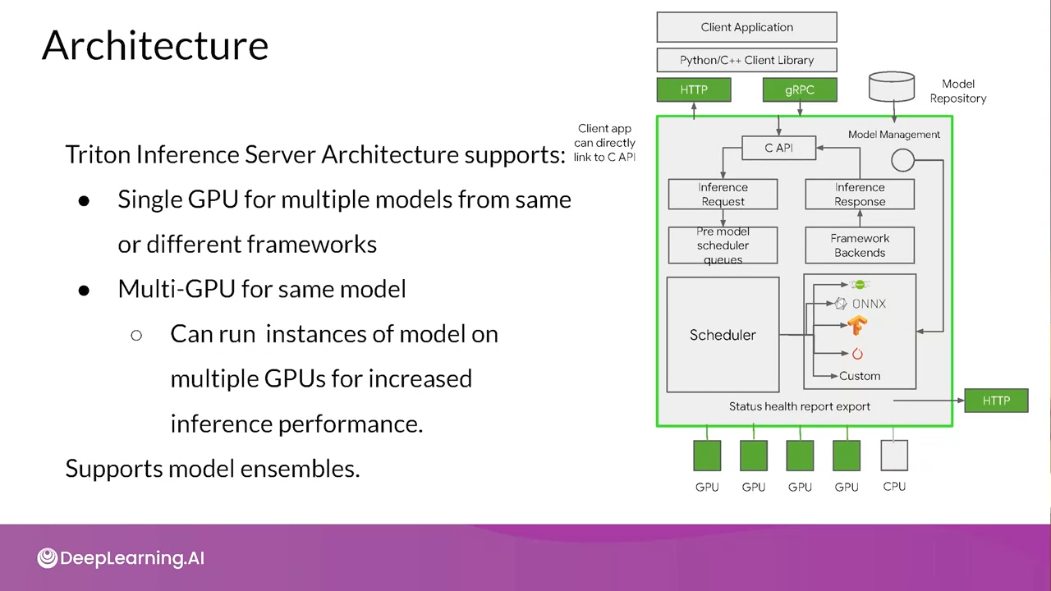 Architecture
Triton Inference Server Architecture supports:
● Single GPU for multiple models from same
or different frameworks
● Multi-GPU for same model
○ Can run instances of model on
multiple GPUs for increased
inference performance.
Supports model ensembles.
Client Application
Python/C++ Client Library
HTTP
gRPC
Model
Repository
Client app
can directly
link to C API
Model Management
C API
Inference
Request
Inference
Response
Pre model
scheduler
queues
Framework
Backends
Scheduler
ONNX
Custom
Status health report export
HTTP
GPU
GPU
GPU
GPU
CPU
DeepLearning.AI